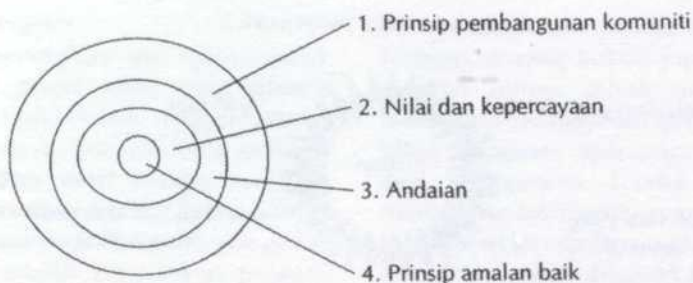 1. Prinsip pembangunan komuniti
2. Nilai dan kepercayaan
3. Andaian
4. Prinsip amalan baik